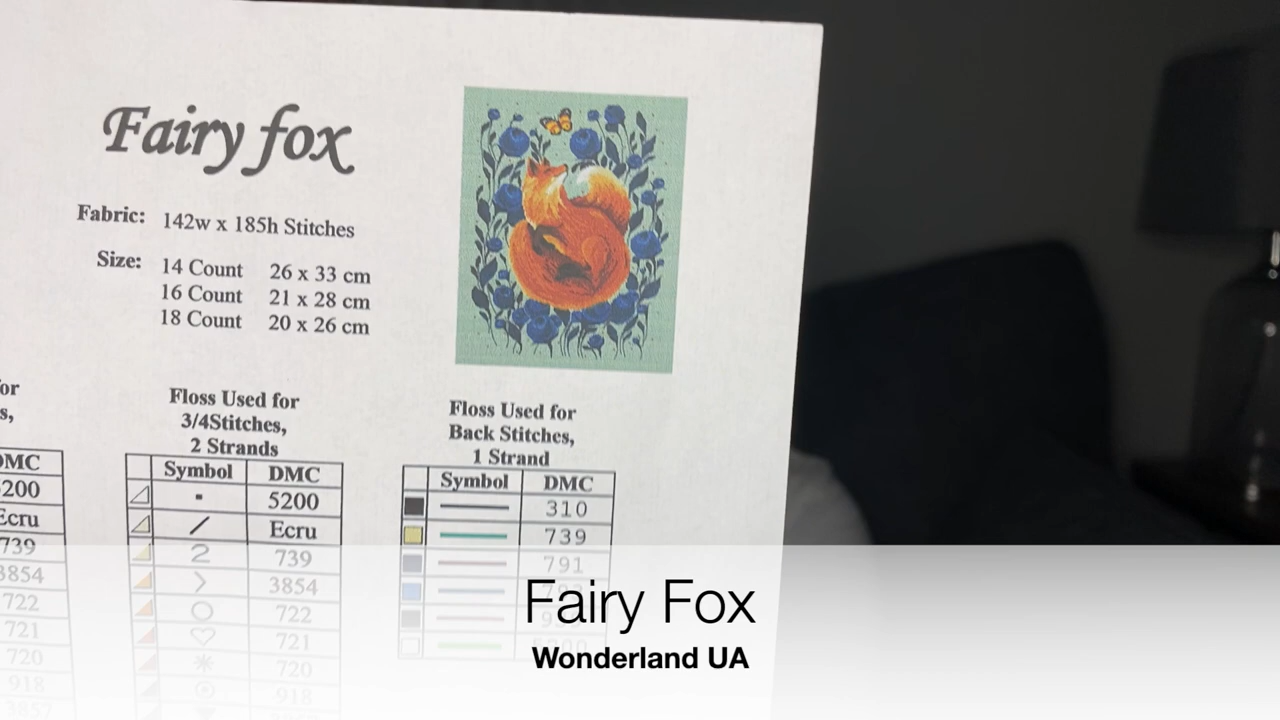 Fairy fox
Fabric: 142w x 185h Stitches
Size: 14 Count 26 x 33 cm
16 Count 21 x 28 cm
18 Count 20 x 26 cm
Floss Used for
3/4Stitches,
2 Strands
Symbol DMC
5200
Ecru
2 739
3854
722
721
720
918
Floss Used for
Back Stitches,
1 Strand
Symbol DMC
310
739
791
DMC
Ecru
739
3854
722
721
720
918
3857
Fairy Fox
Wonderland UA